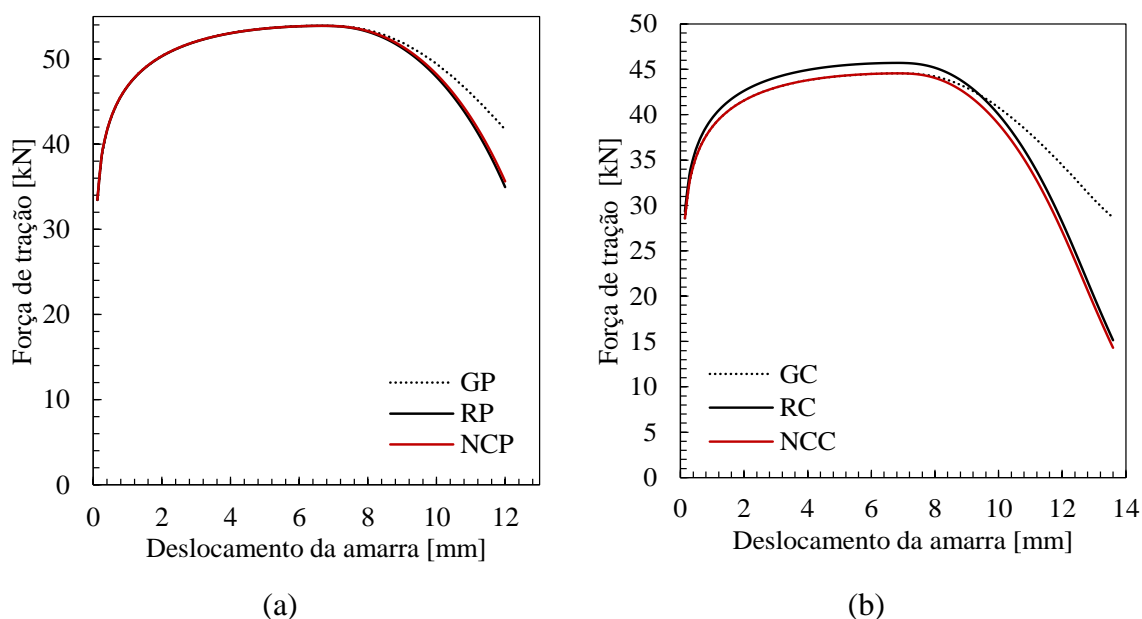 Força de tração [kN]
50
40
30
20
10
0
GP
RP
NCP
0 2 4 6 8 10 12
Deslocamento da amarra [mm]
(a)
Força de tração [kN]
50
45
40
35
30
25
20
15
10
5
0
GC
RC
NCC
0 2 4 6 8 10 12 14
Deslocamento da amarra [mm]
(b)